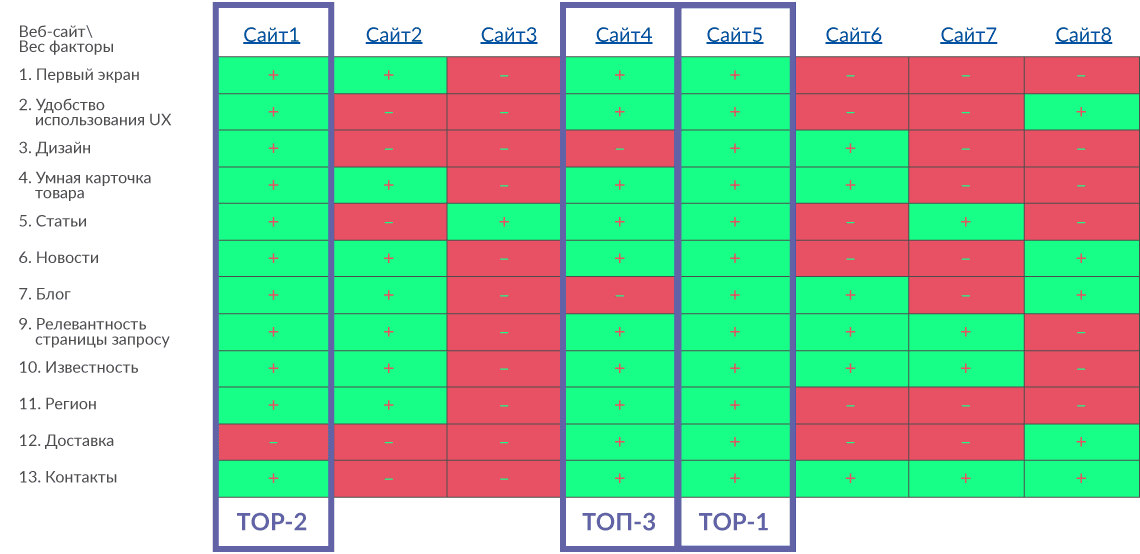 Веб-сайт\
Вес факторы
Сайт1 Сайт2 Сайт3 Сайт4 Сайт5 Сайт6 Сайт7 Сайт8
1. Первый экран + + – + + – – –
2. Удобство
использования UX + – – + + – – +
3. Дизайн + – – – + + – –
4. Умная карточка
товара + + – + + + – –
5. Статьи + – + + + – + –
6. Новости + + – + + – – +
7. Блог + + – – + + – +
9. Релевантность
страницы запросу + + – + + + + –
10. Известность + + – + + + + –
11. Регион + + – + + – – –
12. Доставка – – – + + – – +
13. Контакты + – – + + + + +
TOP-2 ТОП-3 TOP-1